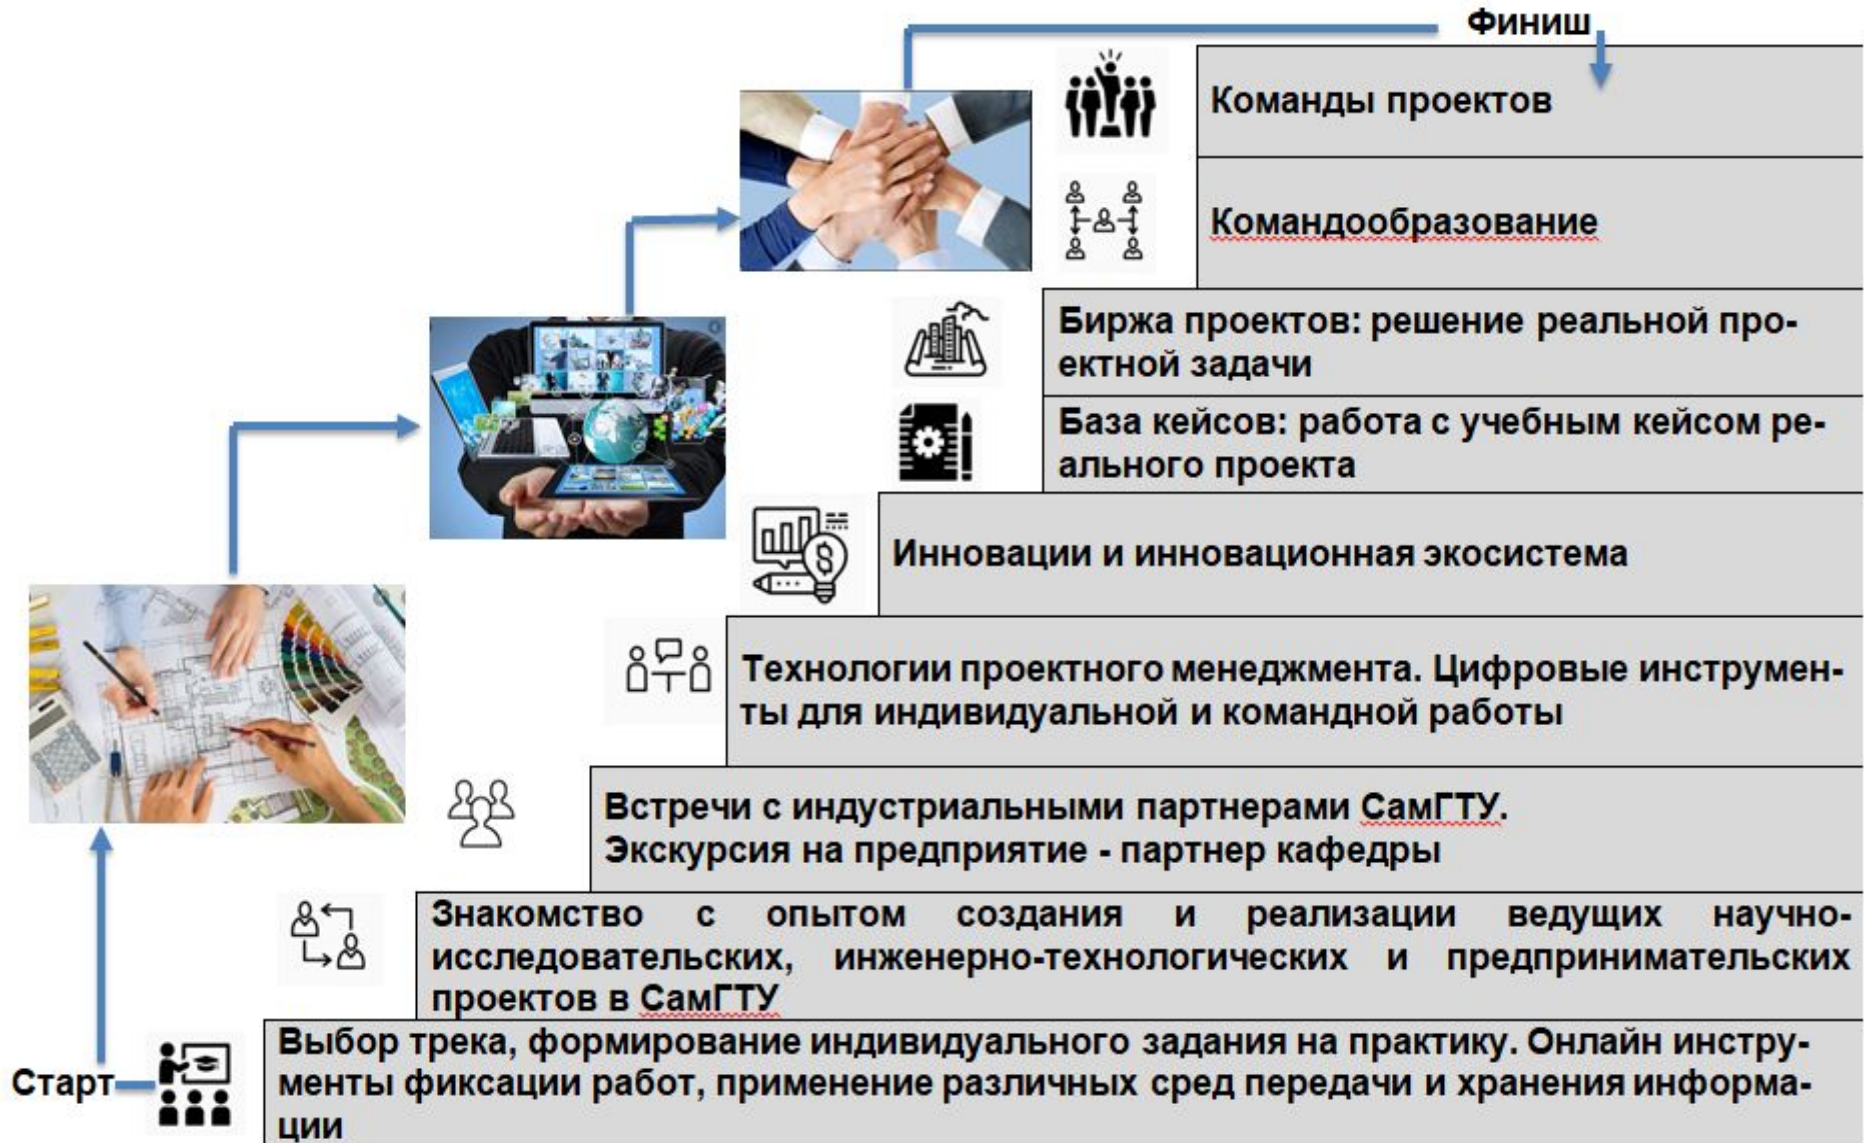 Финиш
Команды проектов
Командообразование
Биржа проектов: решение реальной про-
ектной задачи
База кейсов: работа с учебным кейсом ре-
ального проекта
Инновации и инновационная экосистема
Технологии проектного менеджмента. Цифровые инструмен-
ты для индивидуальной и командной работы
Встречи с индустриальными партнерами СамГТУ.
Экскурсия на предприятие - партнер кафедры
Знакомство с опытом создания и реализации ведущих научно-
исследовательских, инженерно-технологических и предпринимательских
проектов в СамГТУ
Старт
Выбор трека, формирование индивидуального задания на практику. Онлайн инстру-
менты фиксации работ, применение различных сред передачи и хранения информа-
ции